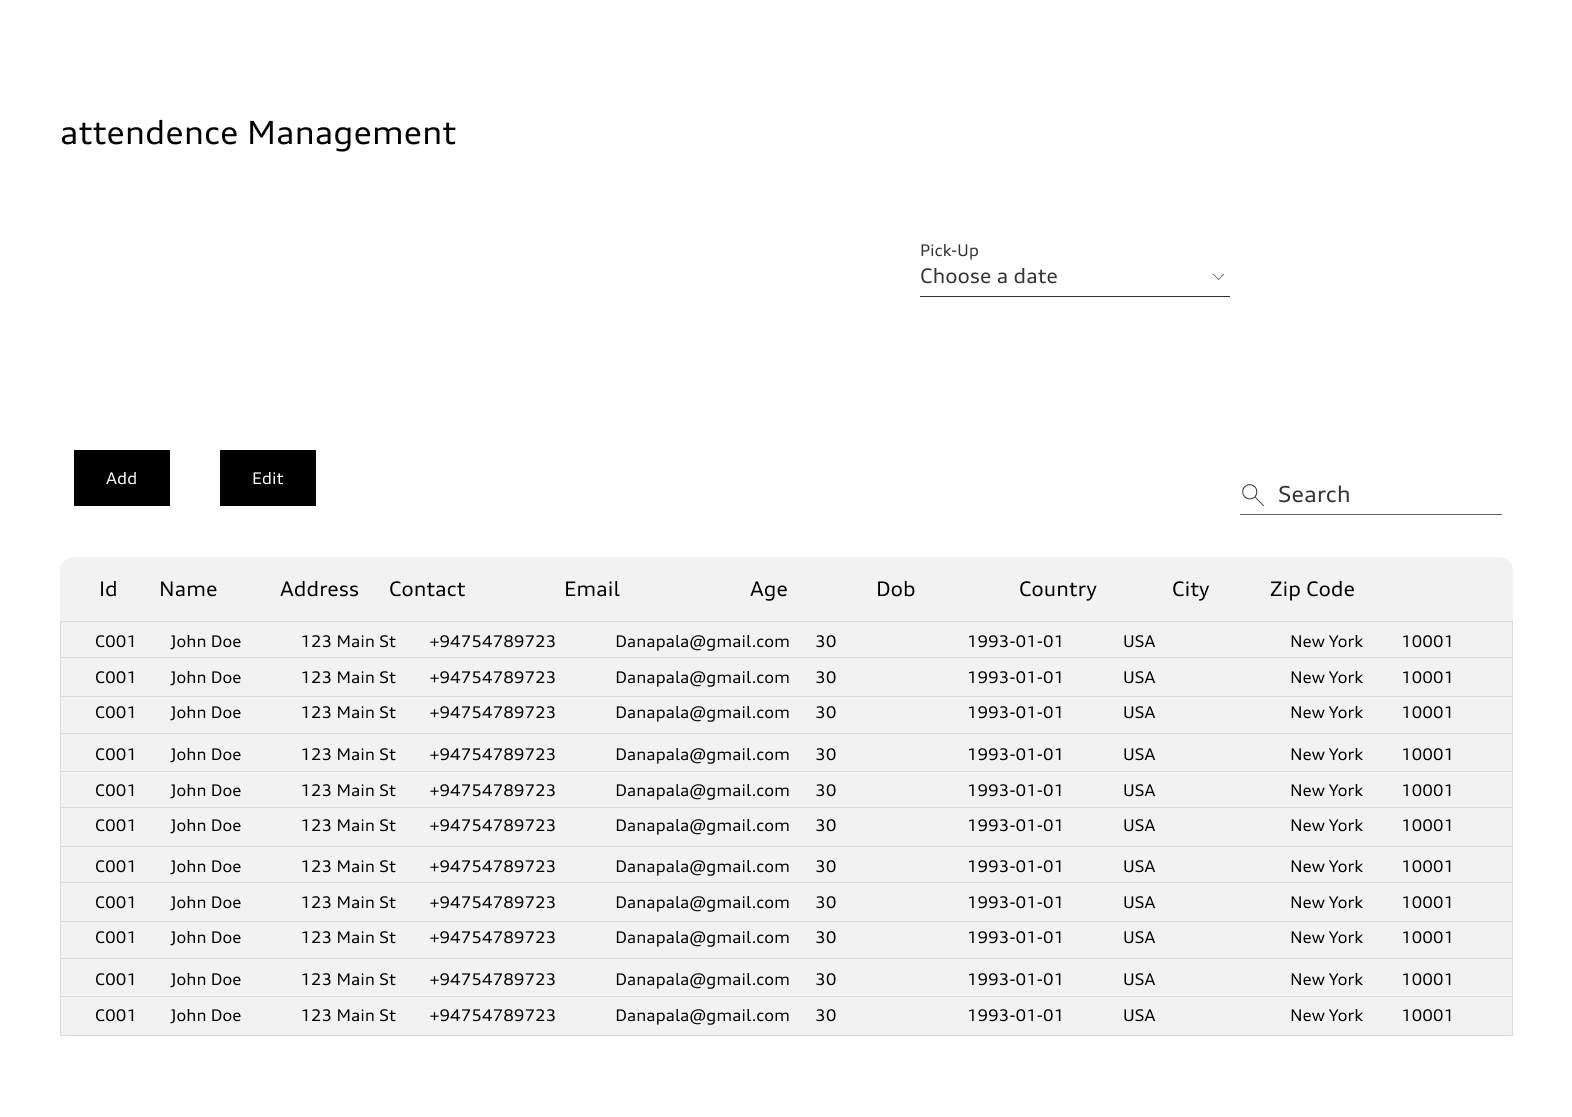 attendence Management
Pick-Up
Choose a date
Add Edit
Search
Id Name Address Contact Email Age Dob Country City Zip Code
C001 John Doe 123 Main St +94754789723 Danapala@gmail.com 30 1993-01-01 USA New York 10001
C001 John Doe 123 Main St +94754789723 Danapala@gmail.com 30 1993-01-01 USA New York 10001
C001 John Doe 123 Main St +94754789723 Danapala@gmail.com 30 1993-01-01 USA New York 10001
C001 John Doe 123 Main St +94754789723 Danapala@gmail.com 30 1993-01-01 USA New York 10001
C001 John Doe 123 Main St +94754789723 Danapala@gmail.com 30 1993-01-01 USA New York 10001
C001 John Doe 123 Main St +94754789723 Danapala@gmail.com 30 1993-01-01 USA New York 10001
C001 John Doe 123 Main St +94754789723 Danapala@gmail.com 30 1993-01-01 USA New York 10001
C001 John Doe 123 Main St +94754789723 Danapala@gmail.com 30 1993-01-01 USA New York 10001
C001 John Doe 123 Main St +94754789723 Danapala@gmail.com 30 1993-01-01 USA New York 10001
C001 John Doe 123 Main St +94754789723 Danapala@gmail.com 30 1993-01-01 USA New York 10001
C001 John Doe 123 Main St +94754789723 Danapala@gmail.com 30 1993-01-01 USA New York 10001